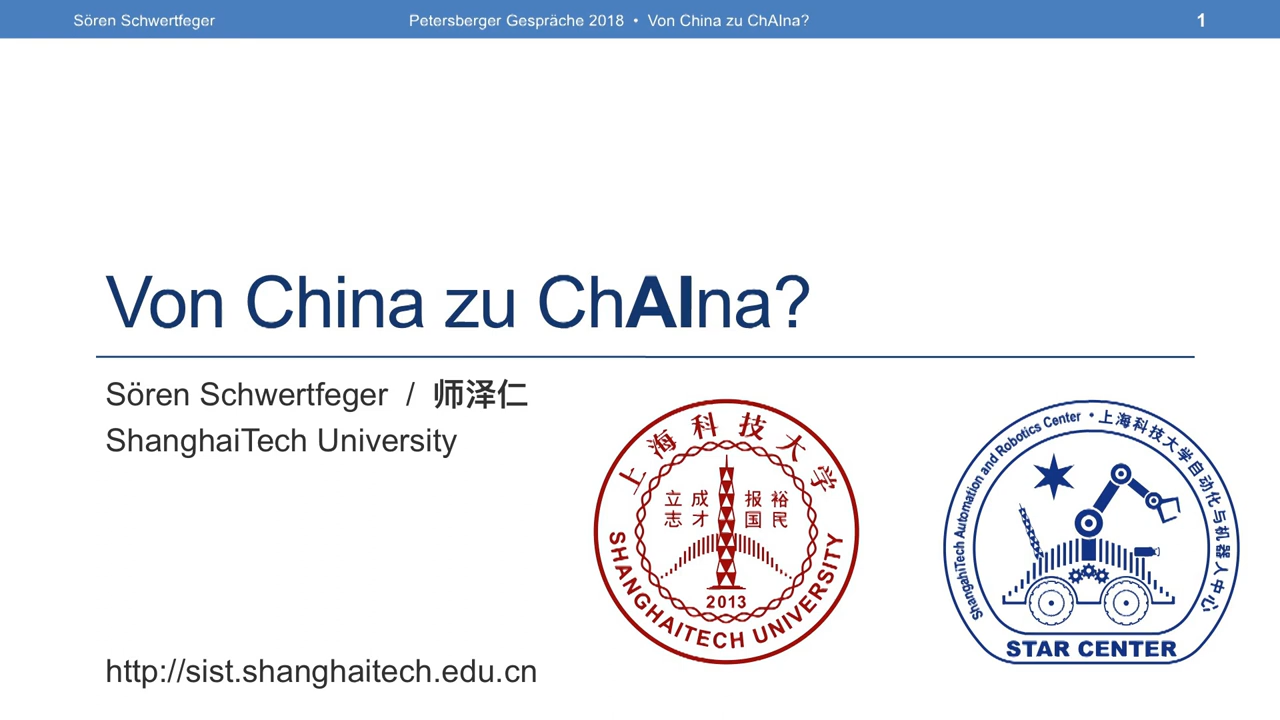 Sören Schwertfeger
Petersberger Gespräche 2018 • Von China zu ChAIna?
1
Von China zu ChAIna?
Sören Schwertfeger / 师泽仁
ShanghaiTech University
http://sist.shanghaitech.edu.cn
上海科技大学
立志 成才 报国 裕民
2013
SHANGHAITECH UNIVERSITY
ShangahiTech Automation and Robotics Center • 上海科技大学自动化与机器人中心
STAR CENTER